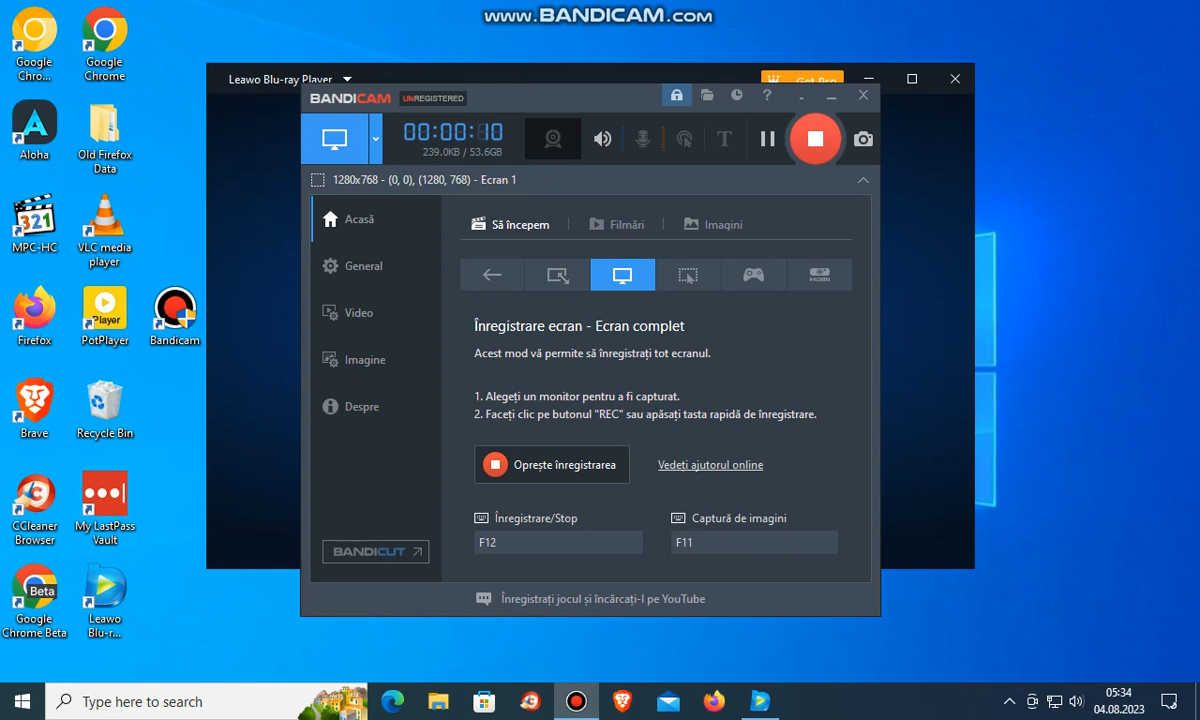 www.BANDICAM.com
Google Chro...
Google Chrome
Aloha
Old Firefox Data
321
MPC-HC
VLC media player
Firefox
Player
PotPlayer
Bandicam
Brave
Recycle Bin
CCleaner Browser
My LastPass Vault
Beta
Google Chrome Beta
Leawo Blu-r...
Leawo Blu-ray Player
Get Pro
BANDICAM UNREGISTERED
?
00:00:10
239.0KB / 53.6GB
T
1280x768 - (0, 0), (1280, 768) - Ecran 1
Acasă
General
Video
Imagine
Despre
BANDICUT
Să începem
Filmări
Imagini
HDMI
Înregistrare ecran - Ecran complet
Acest mod vă permite să înregistrați tot ecranul.
1. Alegeți un monitor pentru a fi capturat.
2. Faceți clic pe butonul "REC" sau apăsați tasta rapidă de înregistrare.
Oprește înregistrarea
Vedeți ajutorul online
Înregistrare/Stop
Captură de imagini
F12
F11
Înregistrați jocul și încărcați-l pe YouTube
Type here to search
05:34
04.08.2023